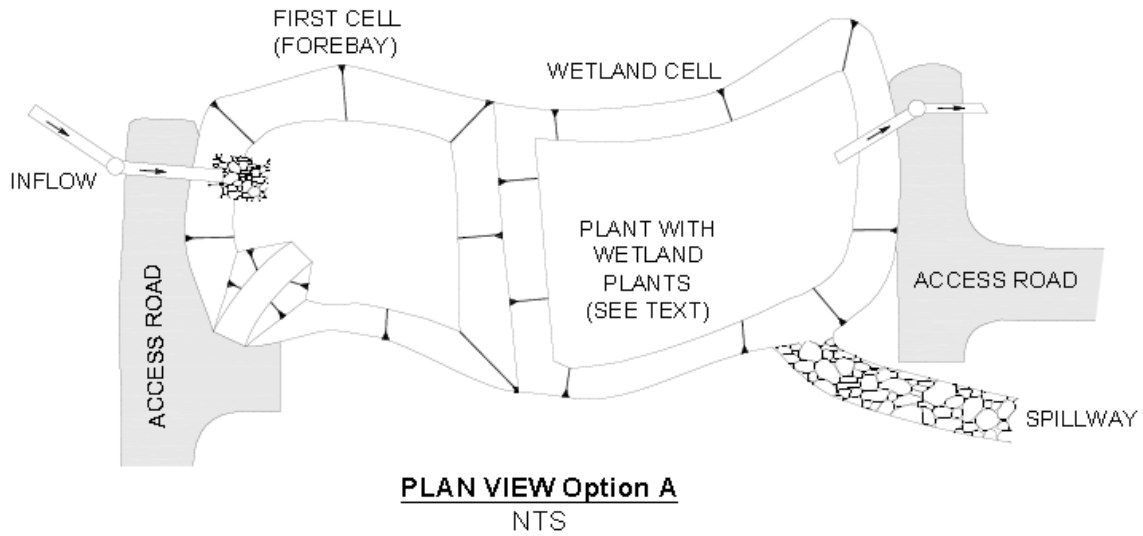 FIRST CELL
(FOREBAY)
WETLAND CELL
INFLOW
PLANT WITH
WETLAND
PLANTS
(SEE TEXT)
ACCESS ROAD
ACCESS ROAD
SPILLWAY
PLAN VIEW Option A
NTS